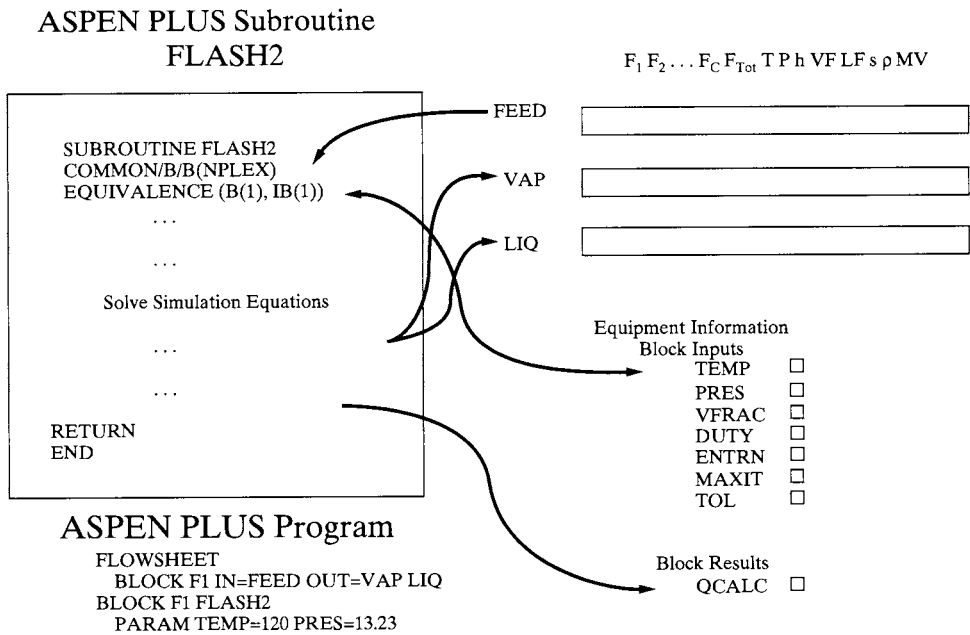 ASPEN PLUS Subroutine
FLASH2
SUBROUTINE FLASH2
COMMON/B/B(NPLEX)
EQUIVALENCE (B(1), IB(1))
...
...
Solve Simulation Equations
...
...
RETURN
END
ASPEN PLUS Program
FLOWSHEET
BLOCK F1 IN=FEED OUT=VAP LIQ
BLOCK F1 FLASH2
PARAM TEMP=120 PRES=13.23
F₁ F₂ ... F_C F_Tot T P h VF LF s ρ MV
FEED
VAP
LIQ
Equipment Information
Block Inputs
TEMP
PRES
VFRAC
DUTY
ENTRN
MAXIT
TOL
Block Results
QCALC